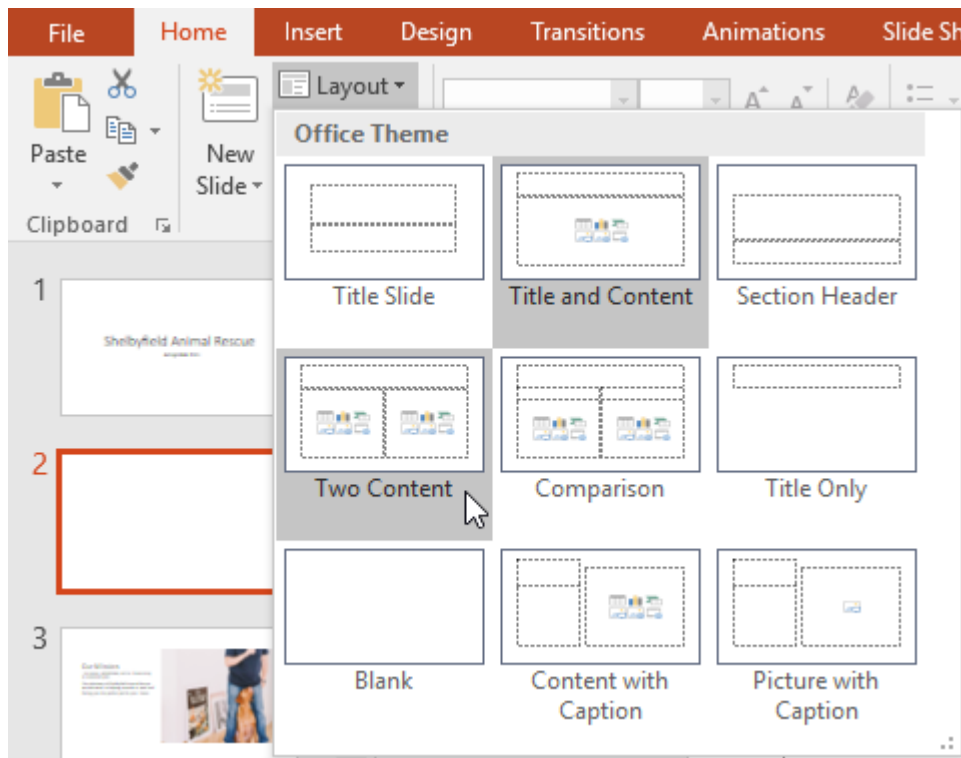 File Home Insert Design Transitions Animations Slide Sh
Layout
Paste
New
Slide
Clipboard
Office Theme
Title Slide Title and Content Section Header
Two Content Comparison Title Only
Blank Content with Caption Picture with Caption
1
Shelbyfield Animal Rescue
2
3
Our Mission